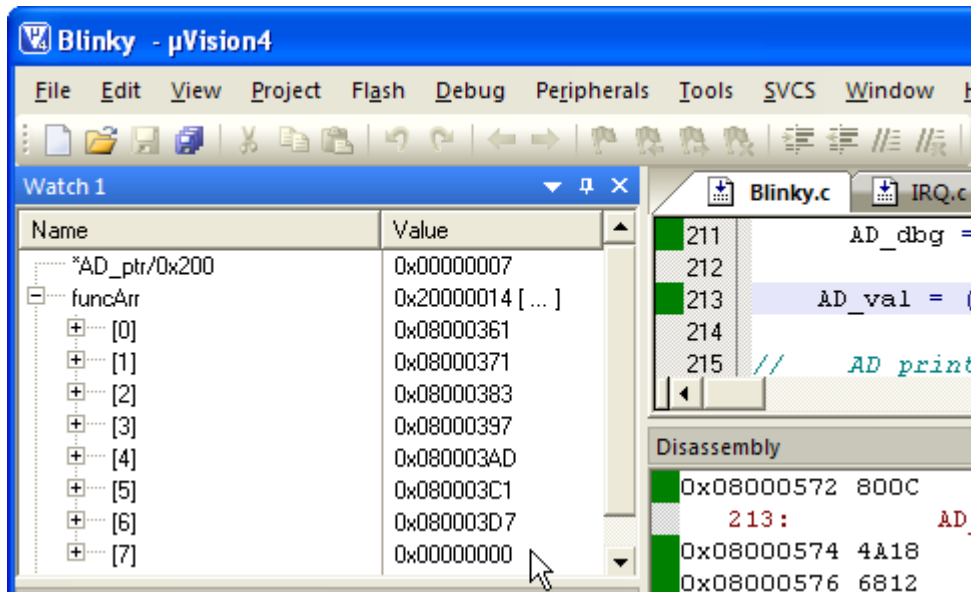 Blinky - µVision4
File Edit View Project Flash Debug Peripherals Tools SVCS Window
Watch 1
Name Value
*AD_ptr/0x200 0x00000007
funcArr 0x20000014 [ ... ]
[0] 0x08000361
[1] 0x08000371
[2] 0x08000383
[3] 0x08000397
[4] 0x080003AD
[5] 0x080003C1
[6] 0x080003D7
[7] 0x00000000
Blinky.c IRQ.c
211 AD_dbg =
212
213 AD_val = (
214
215 // AD print
Disassembly
0x08000572 800C
213: AD_
0x08000574 4A18
0x08000576 6812